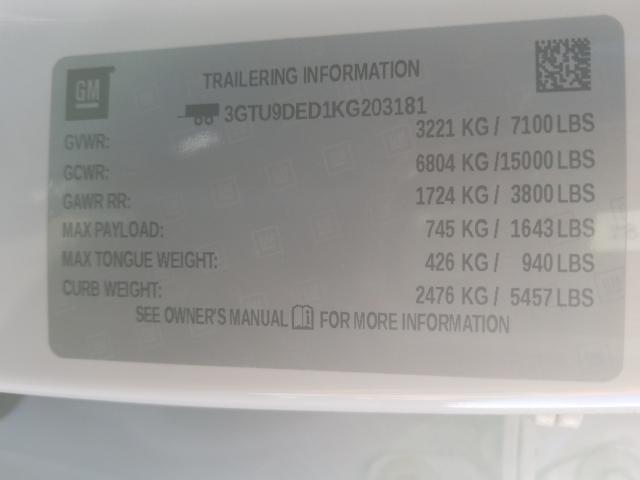 GM
TRAILERING INFORMATION
3GTU9DED1KG203181
GVWR: 3221 KG / 7100 LBS
GCWR: 6804 KG /15000 LBS
GAWR RR: 1724 KG / 3800 LBS
MAX PAYLOAD: 745 KG / 1643 LBS
MAX TONGUE WEIGHT: 426 KG / 940 LBS
CURB WEIGHT: 2476 KG / 5457 LBS
SEE OWNER'S MANUAL FOR MORE INFORMATION